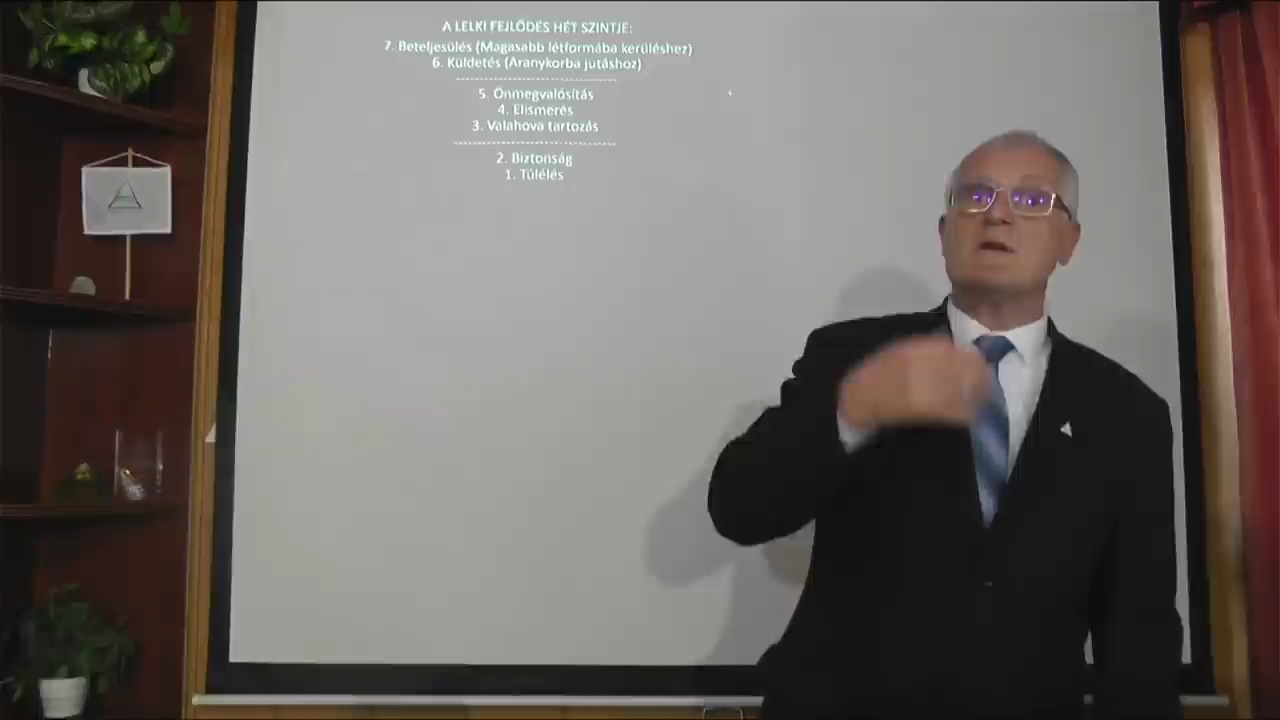 A LELKI FEJLŐDÉS HÉT SZINTJE:
7. Beteljesülés (Magasabb létformába kerüléshez)
6. Küldetés (Aranykorba jutáshoz)
5. Önmegvalósítás
4. Elismerés
3. Valahova tartozás
2. Biztonság
1. Túlélés